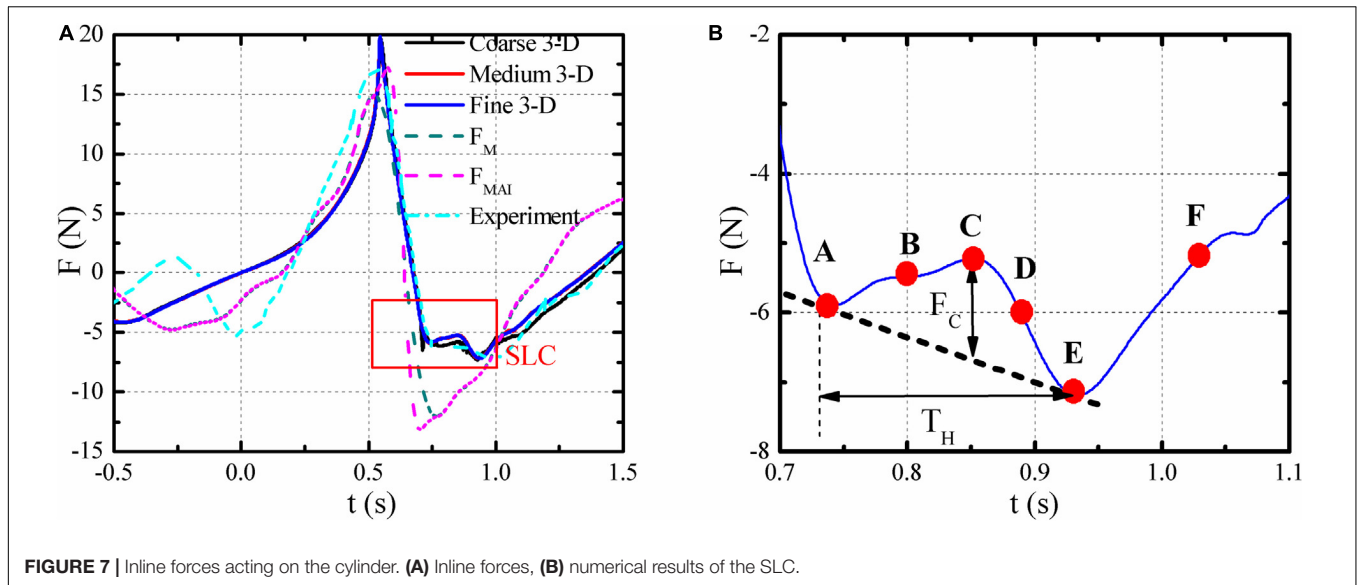 A
20
15
10
5
0
-5
-10
-15
-0.5 0.0 0.5 1.0 1.5
F (N)
t (s)
Coarse 3-D
Medium 3-D
Fine 3-D
F_M
F_MAI
Experiment
SLC
B
-2
-4
-6
-8
0.7 0.8 0.9 1.0 1.1
F (N)
t (s)
A
B
C
D
E
F
F_C
T_H
FIGURE 7 | Inline forces acting on the cylinder. (A) Inline forces, (B) numerical results of the SLC.